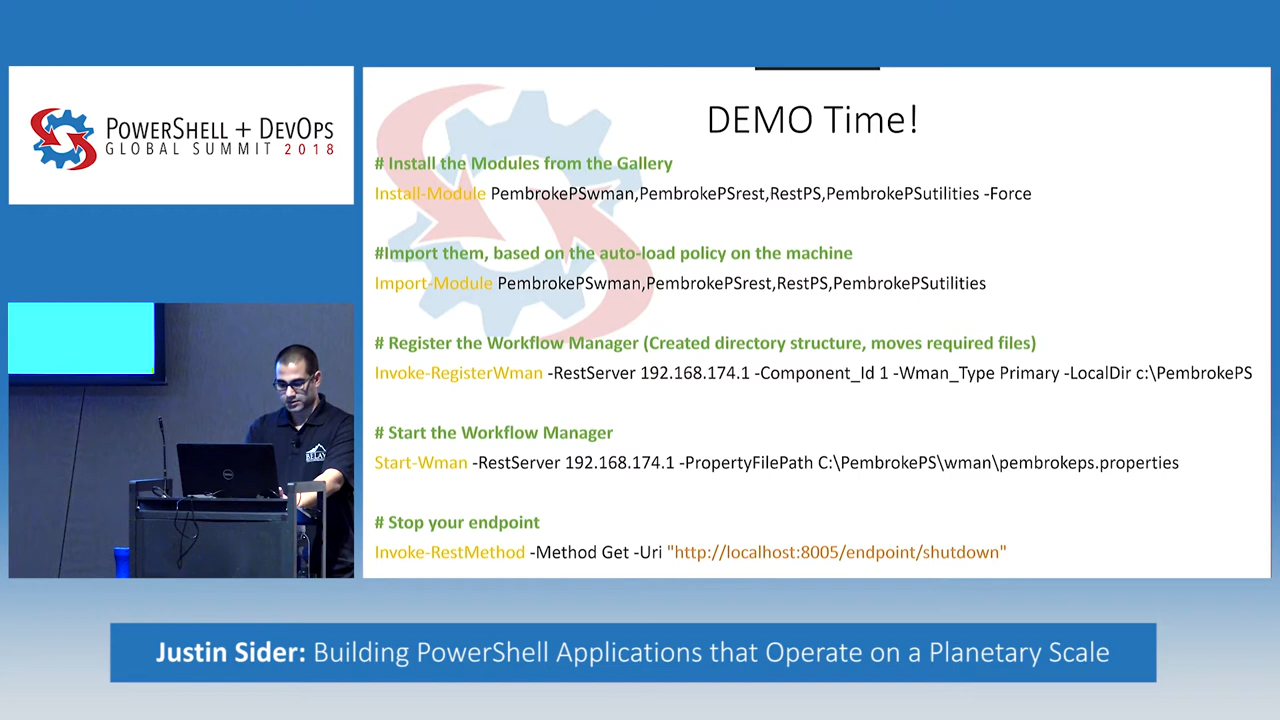 POWERSHELL + DEVOPS
GLOBAL SUMMIT 2018
DEMO Time!
# Install the Modules from the Gallery
Install-Module PembrokePSwman,PembrokePSrest,RestPS,PembrokePSutilities -Force
#Import them, based on the auto-load policy on the machine
Import-Module PembrokePSwman,PembrokePSrest,RestPS,PembrokePSutilities
# Register the Workflow Manager (Created directory structure, moves required files)
Invoke-RegisterWman -RestServer 192.168.174.1 -Component_Id 1 -Wman_Type Primary -LocalDir c:\PembrokePS
# Start the Workflow Manager
Start-Wman -RestServer 192.168.174.1 -PropertyFilePath C:\PembrokePS\wman\pembrokeps.properties
# Stop your endpoint
Invoke-RestMethod -Method Get -Uri "http://localhost:8005/endpoint/shutdown"
DELL
Justin Sider: Building PowerShell Applications that Operate on a Planetary Scale